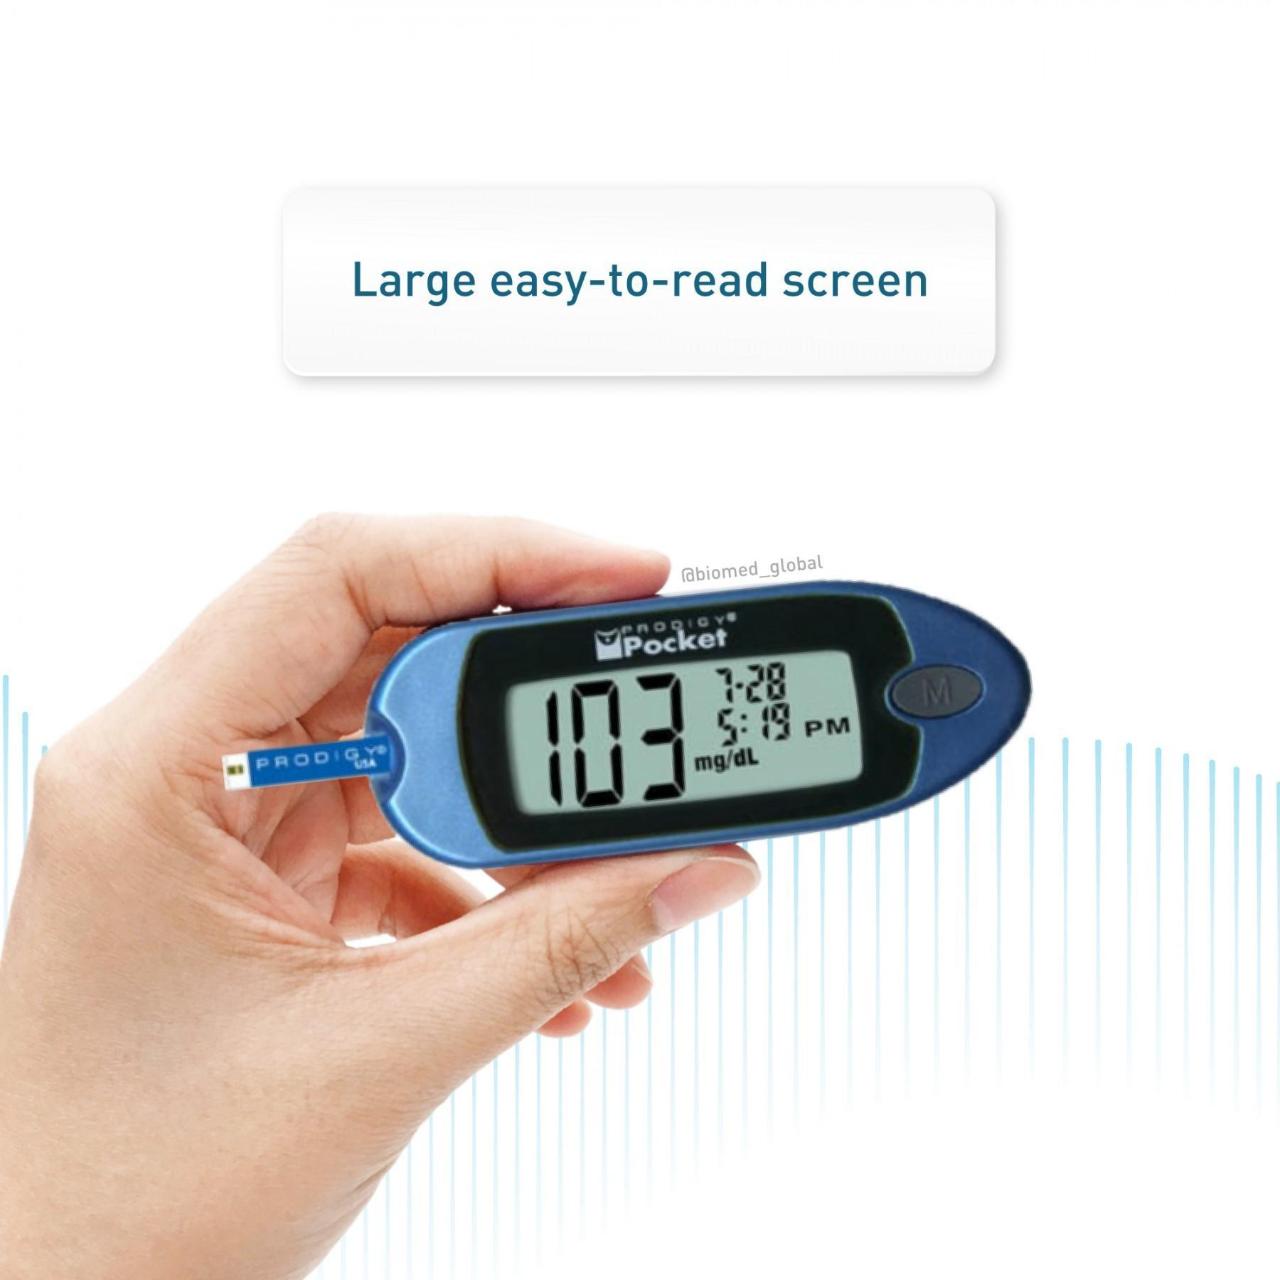 Large easy-to-read screen
@biomed_global
PRODIGY®
Pocket
103
7-28
5:19 PM
mg/dL
M
PRODIGY®
USA